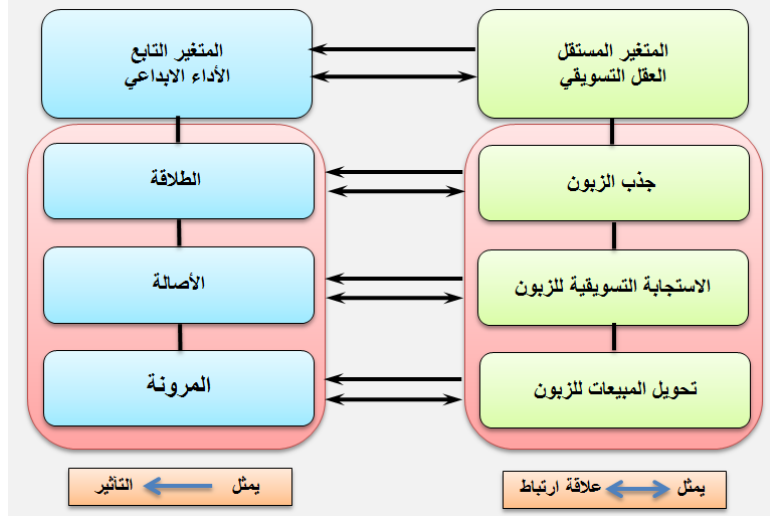 المتغير المستقل
العقل التسويقي
المتغير التابع
الأداء الابداعي
جذب الزبون
الطلاقة
الاستجابة التسويقية للزبون
الأصالة
تحويل المبيعات للزبون
المرونة
يمثل علاقة ارتباط
يمثل التأثير